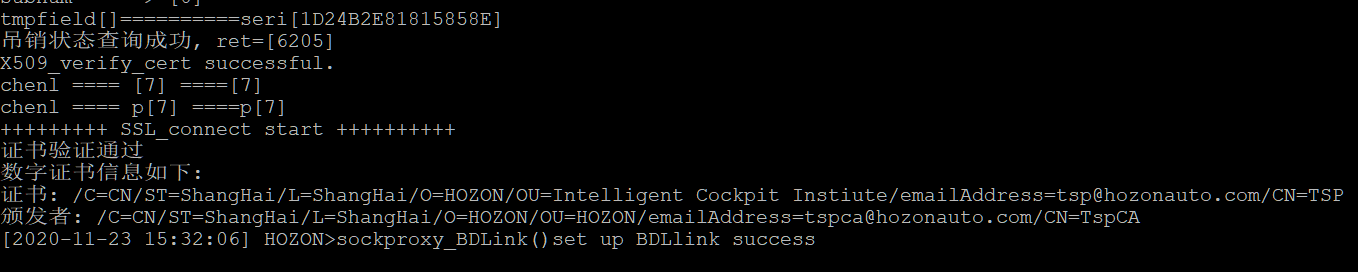 tmpfield[]==========seri[1D24B2E81815858E]
吊销状态查询成功, ret=[6205]
X509_verify_cert successful.
chenl ==== [7] ====[7]
chenl ==== p[7] ====p[7]
+++++++++ SSL_connect start ++++++++++
证书验证通过
数字证书信息如下:
证书: /C=CN/ST=ShangHai/L=ShangHai/O=HOZON/OU=Intelligent Cockpit Instiute/emailAddress=tsp@hozonauto.com/CN=TSP
颁发者: /C=CN/ST=ShangHai/L=ShangHai/O=HOZON/OU=HOZON/emailAddress=tspca@hozonauto.com/CN=TspCA
[2020-11-23 15:32:06] HOZON>sockproxy_BDLink()set up BDLlink success